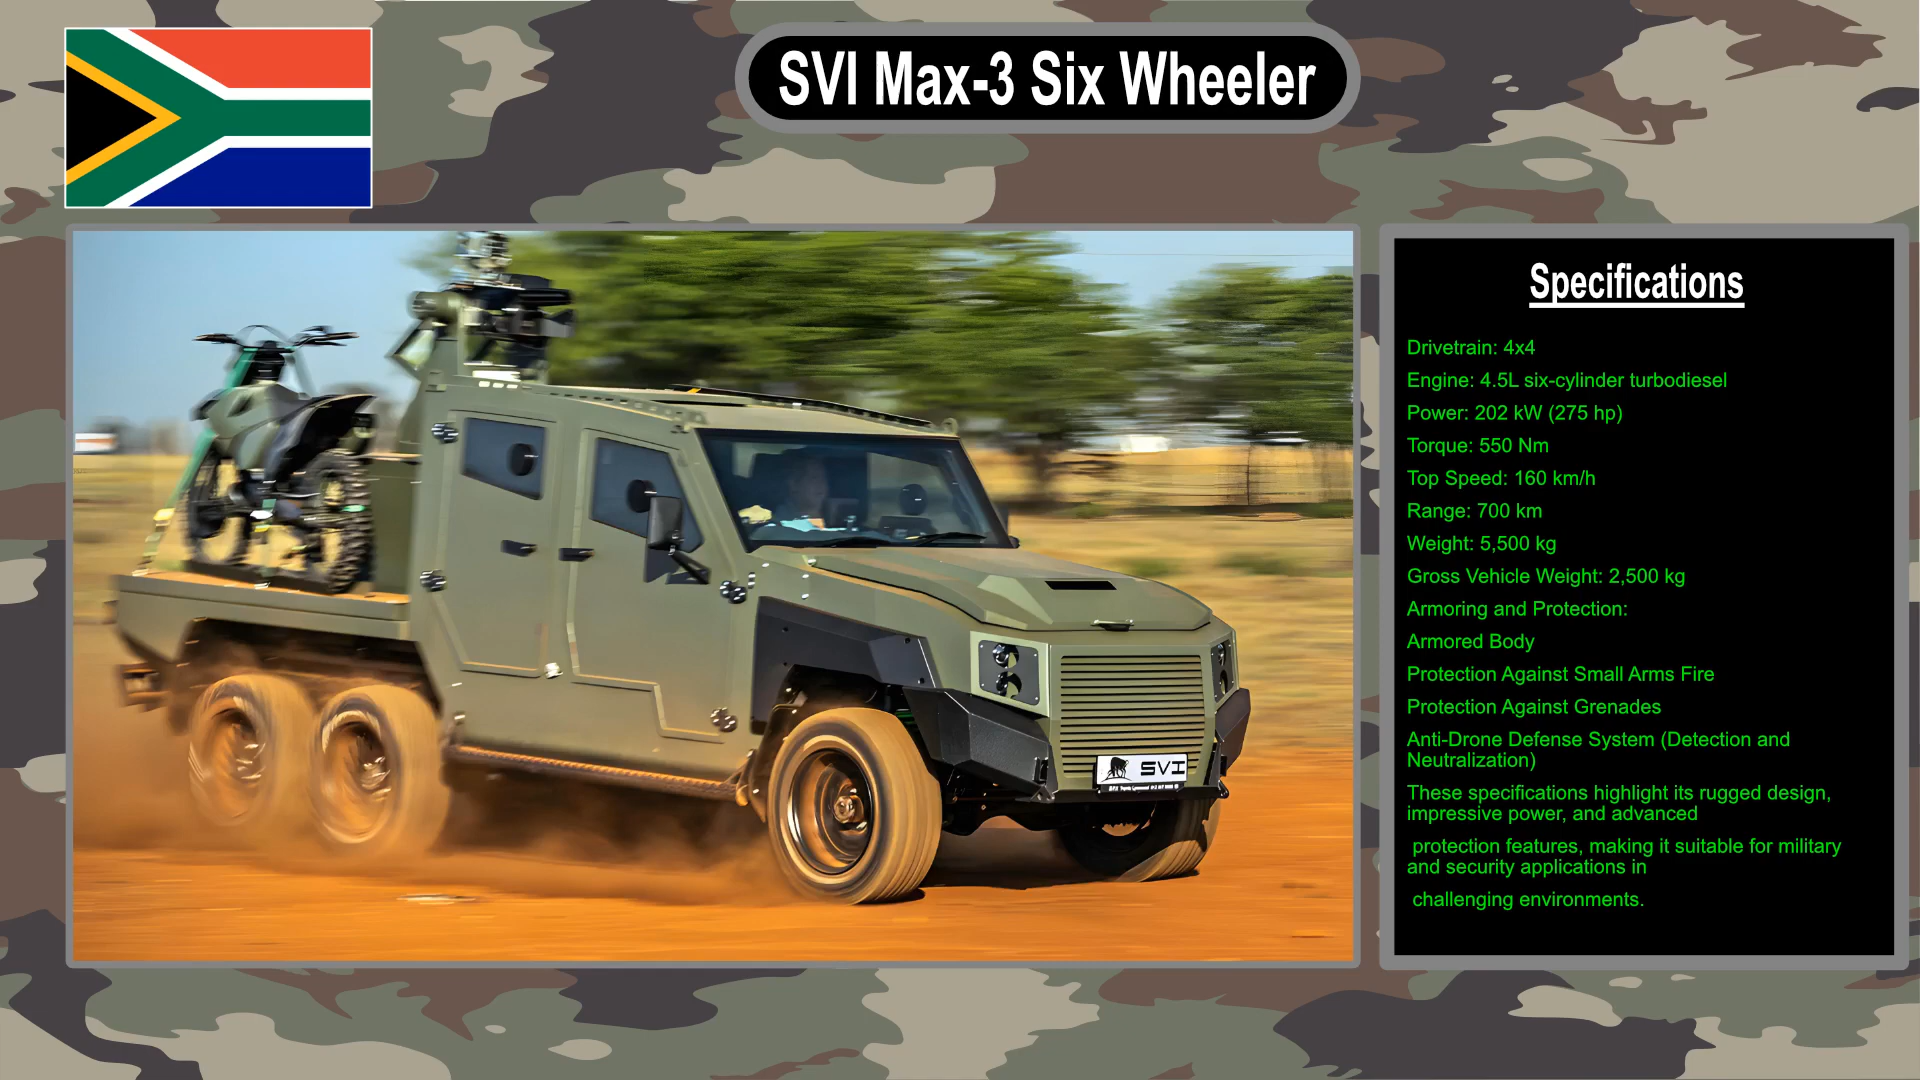 SVI Max-3 Six Wheeler
Specifications
Drivetrain: 4x4
Engine: 4.5L six-cylinder turbodiesel
Power: 202 kW (275 hp)
Torque: 550 Nm
Top Speed: 160 km/h
Range: 700 km
Weight: 5,500 kg
Gross Vehicle Weight: 2,500 kg
Armoring and Protection:
Armored Body
Protection Against Small Arms Fire
Protection Against Grenades
Anti-Drone Defense System (Detection and
Neutralization)
These specifications highlight its rugged design,
impressive power, and advanced
protection features, making it suitable for military
and security applications in
challenging environments.
SVI